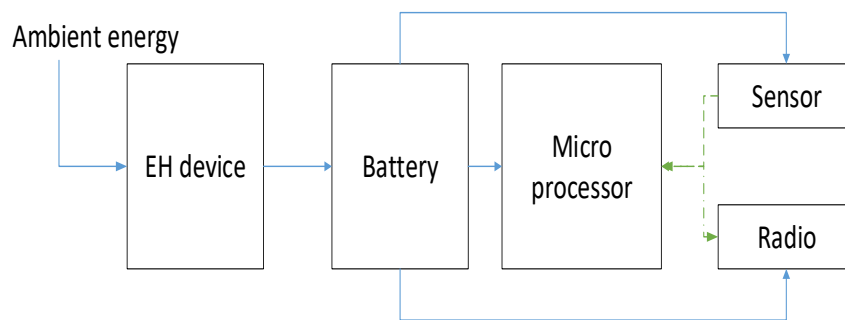 Ambient energy
EH device
Battery
Micro
processor
Sensor
Radio